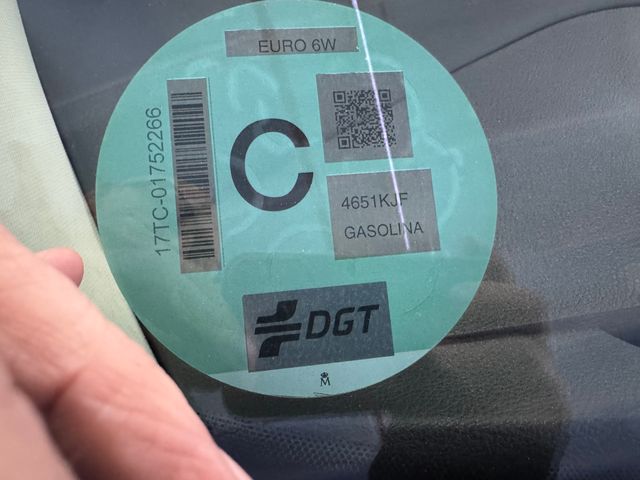 EURO 6W
17TC-01752266
C
4651KJF
GASOLINA
DGT
M